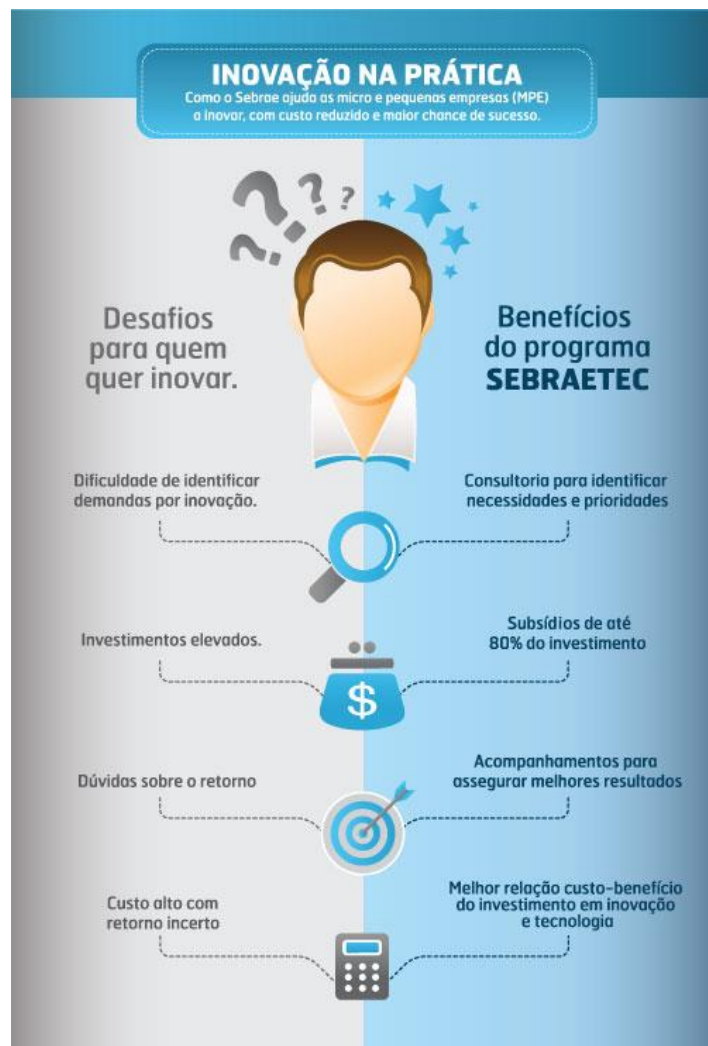 INOVAÇÃO NA PRÁTICA
Como o Sebrae ajuda as micro e pequenas empresas (MPE)
a inovar, com custo reduzido e maior chance de sucesso.
? ? ? ?
Desafios
para quem
quer inovar.
Benefícios
do programa
SEBRAETEC
Dificuldade de identificar
demandas por inovação.
Consultoria para identificar
necessidades e prioridades
Investimentos elevados.
Subsídios de até
80% do investimento
$
Dúvidas sobre o retorno
Acompanhamentos para
assegurar melhores resultados
Custo alto com
retorno incerto
Melhor relação custo-benefício
do investimento em inovação
e tecnologia